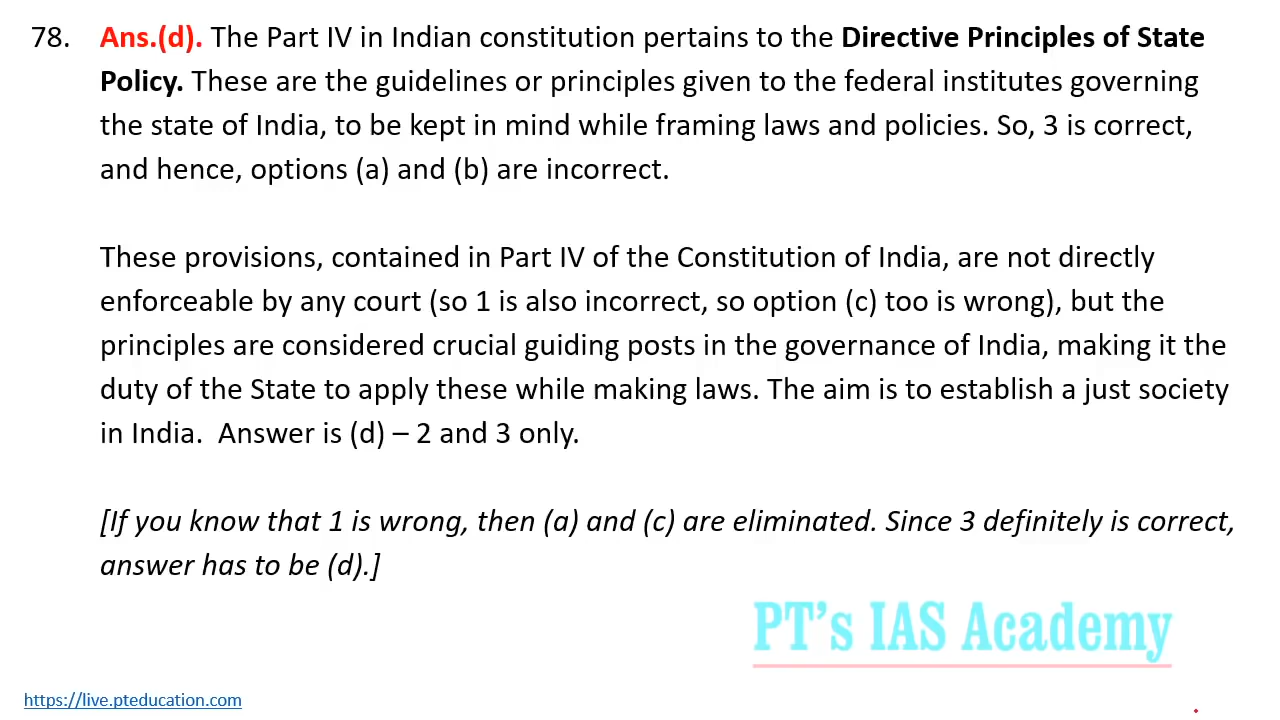 78. Ans.(d). The Part IV in Indian constitution pertains to the Directive Principles of State
Policy. These are the guidelines or principles given to the federal institutes governing
the state of India, to be kept in mind while framing laws and policies. So, 3 is correct,
and hence, options (a) and (b) are incorrect.
These provisions, contained in Part IV of the Constitution of India, are not directly
enforceable by any court (so 1 is also incorrect, so option (c) too is wrong), but the
principles are considered crucial guiding posts in the governance of India, making it the
duty of the State to apply these while making laws. The aim is to establish a just society
in India.  Answer is (d) – 2 and 3 only.
[If you know that 1 is wrong, then (a) and (c) are eliminated. Since 3 definitely is correct,
answer has to be (d).]
PT’s IAS Academy
https://live.pteducation.com